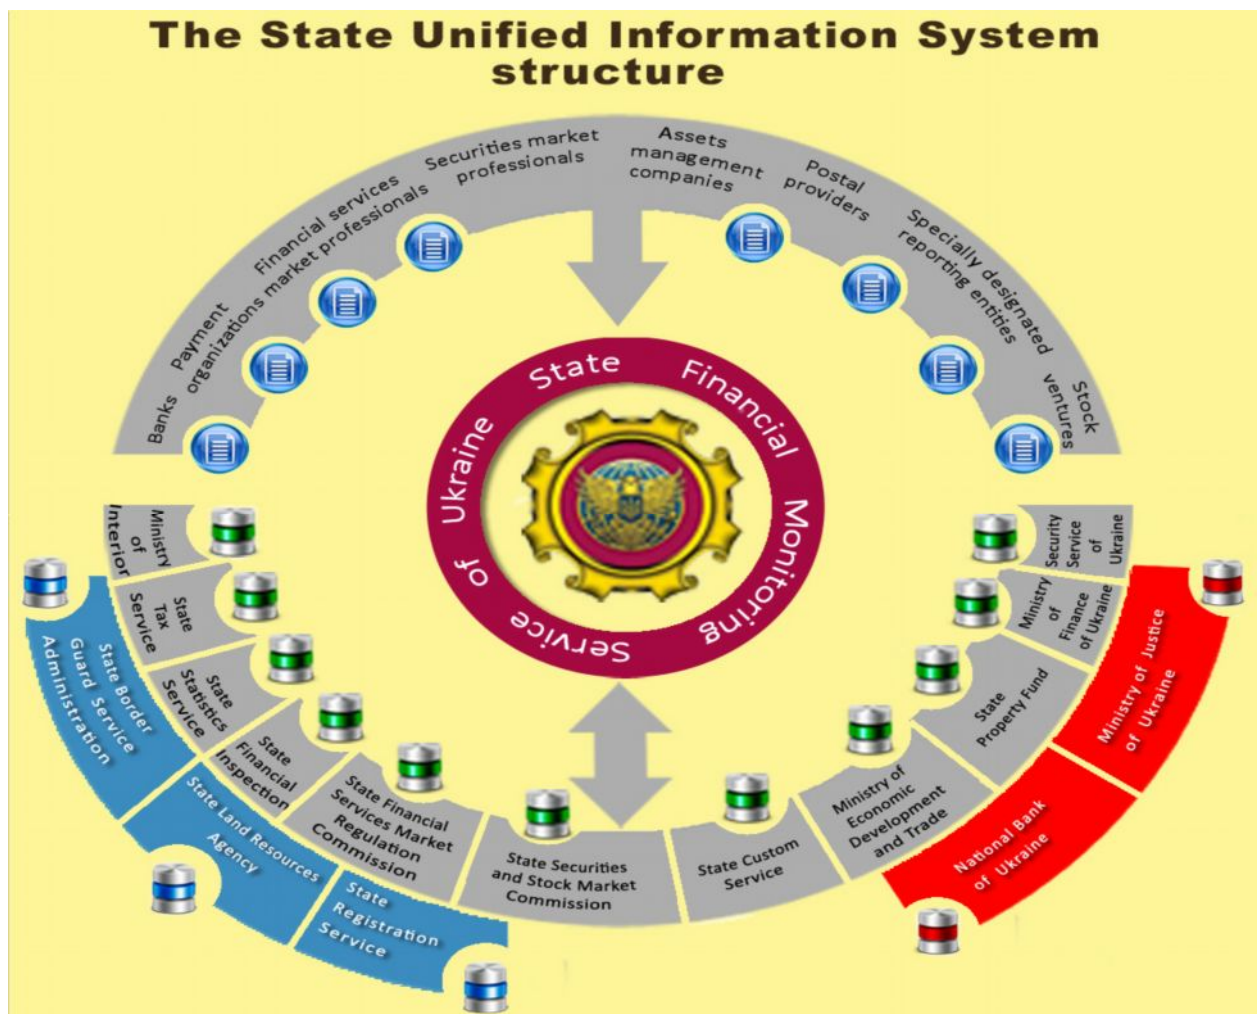 The State Unified Information System
structure
Banks
Payment
organizations
Financial services
market professionals
Securities market
professionals
Assets
management
companies
Postal
providers
Specially designated
reporting entities
Stock
ventures
State Financial Monitoring Service of Ukraine
Ministry
of
Interior
State
Tax
Service
State
Statistics
Service
State
Financial
Inspection
State Financial
Services Market
Regulation
Commission
State Securities
and Stock Market
Commission
State Custom
Service
Ministry of
Economic
Development
and Trade
State
Property Fund
Ministry
of
Finance
of Ukraine
Security
Service
of
Ukraine
State Border
Guard Service
Administration
State Land Resources
Agency
State
Registration
Service
National Bank
of Ukraine
Ministry of Justice
of Ukraine